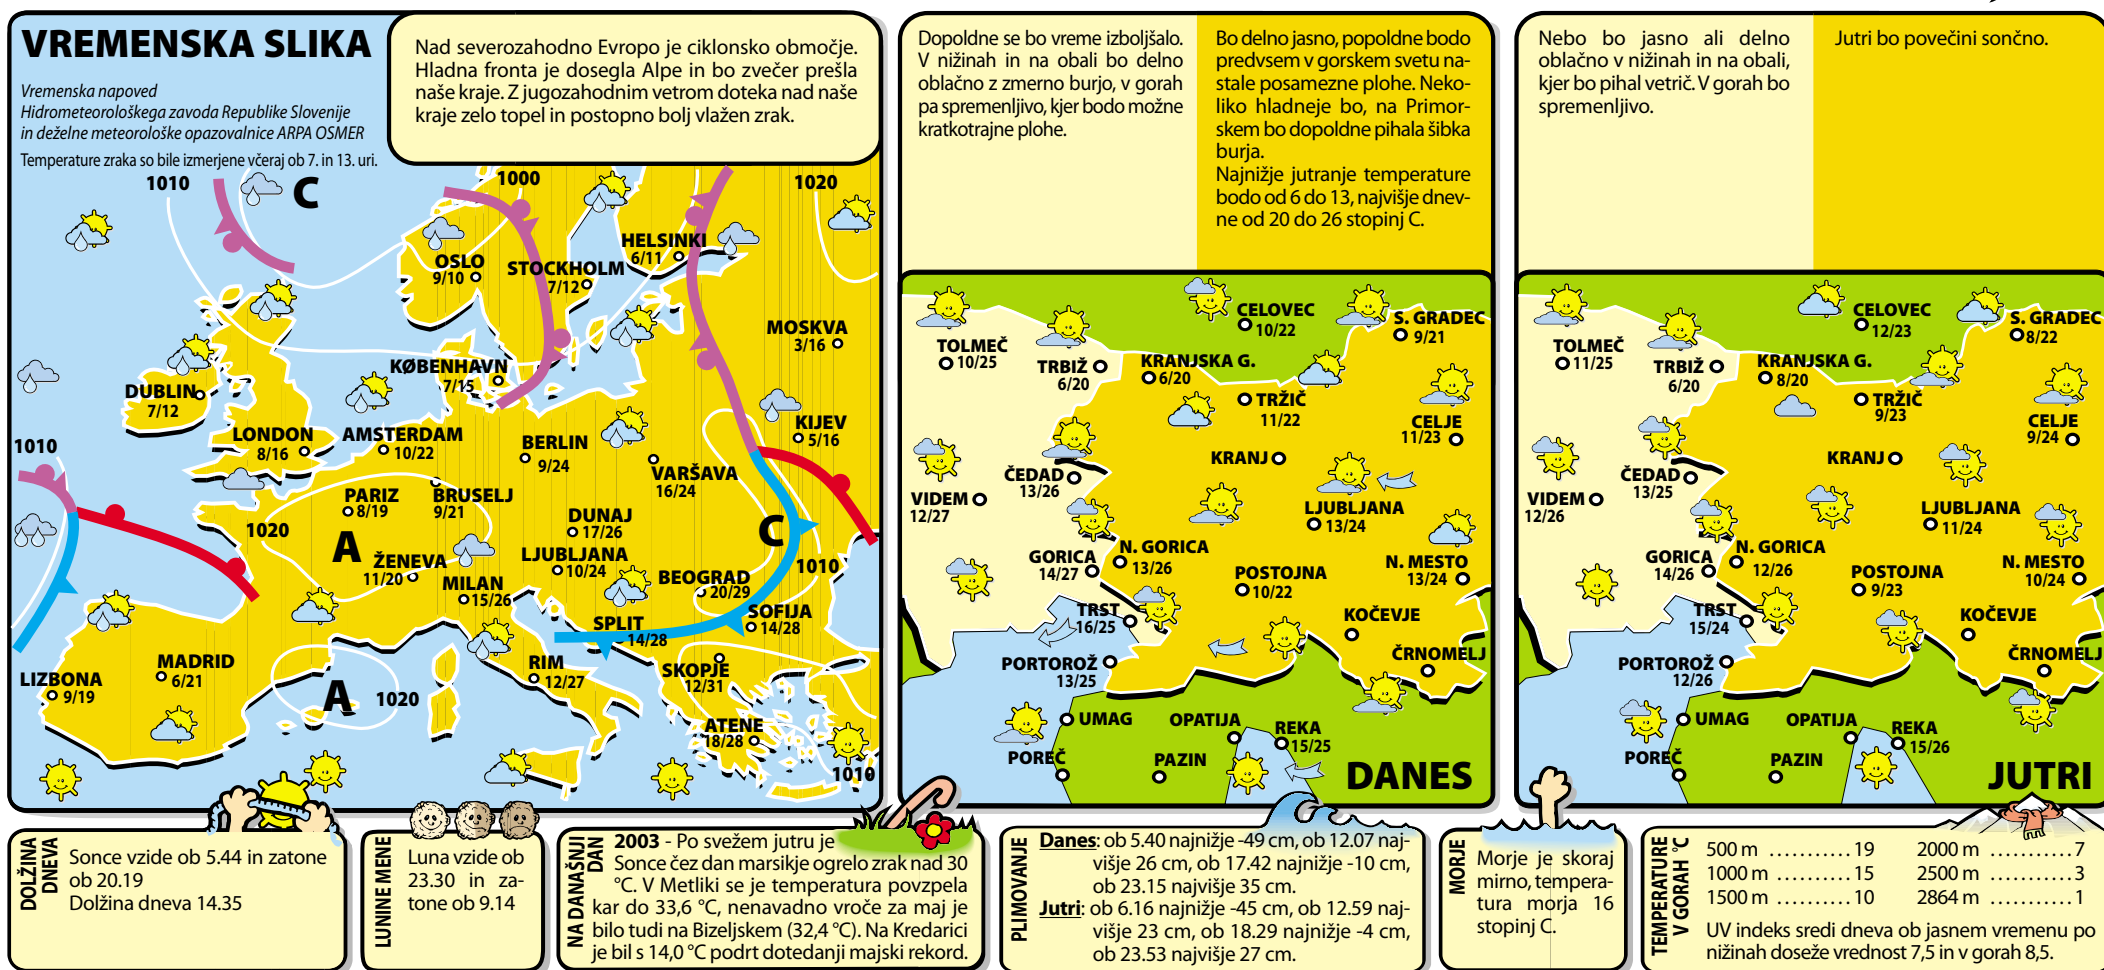 VREMENSKA SLIKA
Vremenska napoved
Hidrometeorološkega zavoda Republike Slovenije
in deželne meteorološke opazovalnice ARPA OSMER
Temperature zraka so bile izmerjene včeraj ob 7. in 13. uri.
Nad severozahodno Evropo je ciklonsko območje.
Hladna fronta je dosegla Alpe in bo zvečer prešla
naše kraje. Z jugozahodnim vetrom doteka nad naše
kraje zelo topel in postopno bolj vlažen zrak.
1010
C
1000
1020
HELSINKI
6/11
OSLO
9/10
STOCKHOLM
7/12
MOSKVA
3/16
KØBENHAVN
7/15
DUBLIN
7/12
KIJEV
5/16
LONDON
8/16
AMSTERDAM
10/22
BERLIN
9/24
1010
VARŠAVA
16/24
PARIZ
8/19
BRUSELJ
9/21
DUNAJ
17/26
1020
A
C
ŽENEVA
11/20
LJUBLJANA
10/24
1010
MILAN
15/26
BEOGRAD
20/29
SPLIT
14/28
SOFIJA
14/28
MADRID
6/21
RIM
12/27
SKOPJE
12/31
LIZBONA
9/19
A
1020
ATENE
18/28
1010
Dopoldne se bo vreme izboljšalo.
V nižinah in na obali bo delno
oblačno z zmerno burjo, v gorah
pa spremenljivo, kjer bodo možne
kratkotrajne plohe.
Bo delno jasno, popoldne bodo
predvsem v gorskem svetu na-
stale posamezne plohe. Neko-
liko hladneje bo, na Primor-
skem bo dopoldne pihala šibka
burja.
Najnižje jutranje temperature
bodo od 6 do 13, najvišje dnev-
ne od 20 do 26 stopinj C.
CELOVEC
10/22
S. GRADEC
9/21
TOLMEČ
10/25
TRBIŽ
6/20
KRANJSKA G.
6/20
TRŽIČ
11/22
CELJE
11/23
KRANJ
ČEDAD
13/26
VIDEM
12/27
LJUBLJANA
13/24
GORICA
14/27
N. GORICA
13/26
POSTOJNA
10/22
N. MESTO
13/24
TRST
16/25
KOČEVJE
PORTOROŽ
13/25
ČRNOMELJ
UMAG
OPATIJA
REKA
15/25
POREČ
PAZIN
DANES
Nebo bo jasno ali delno
oblačno v nižinah in na obali,
kjer bo pihal vetrič. V gorah bo
spremenljivo.
Jutri bo povečini sončno.
CELOVEC
12/23
S. GRADEC
8/22
TOLMEČ
11/25
TRBIŽ
6/20
KRANJSKA G.
8/20
TRŽIČ
9/23
CELJE
9/24
KRANJ
ČEDAD
13/25
VIDEM
12/26
LJUBLJANA
11/24
GORICA
14/26
N. GORICA
12/26
POSTOJNA
9/23
N. MESTO
10/24
TRST
15/24
KOČEVJE
PORTOROŽ
12/26
ČRNOMELJ
UMAG
OPATIJA
REKA
15/26
POREČ
PAZIN
JUTRI
DOLŽINA
DNEVA
Sonce vzide ob 5.44 in zatone
ob 20.19
Dolžina dneva 14.35
LUNINE MENE
Luna vzide ob
23.30 in za-
tone ob 9.14
NA DANAŠNJI
DAN
2003 - Po svežem jutru je
Sonce čez dan marsikje ogrelo zrak nad 30
°C. V Metliki se je temperatura povzpela
kar do 33,6 °C, nenavadno vroče za maj je
bilo tudi na Bizeljskem (32,4 °C). Na Kredarici
je bil s 14,0 °C podrt dotedanji majski rekord.
PLIMOVANJE
Danes: ob 5.40 najnižje -49 cm, ob 12.07 naj-
višje 26 cm, ob 17.42 najnižje -10 cm,
ob 23.15 najvišje 35 cm.
Jutri: ob 6.16 najnižje -45 cm, ob 12.59 naj-
višje 23 cm, ob 18.29 najnižje -4 cm,
ob 23.53 najvišje 27 cm.
MORJE
Morje je skoraj
mirno, tempera-
tura morja 16
stopinj C.
TEMPERATURE
V GORAH °C
500 m ........... 19
1000 m .......... 15
1500 m .......... 10
2000 m ........... 7
2500 m ........... 3
2864 m ........... 1
UV indeks sredi dneva ob jasnem vremenu po
nižinah doseže vrednost 7,5 in v gorah 8,5.